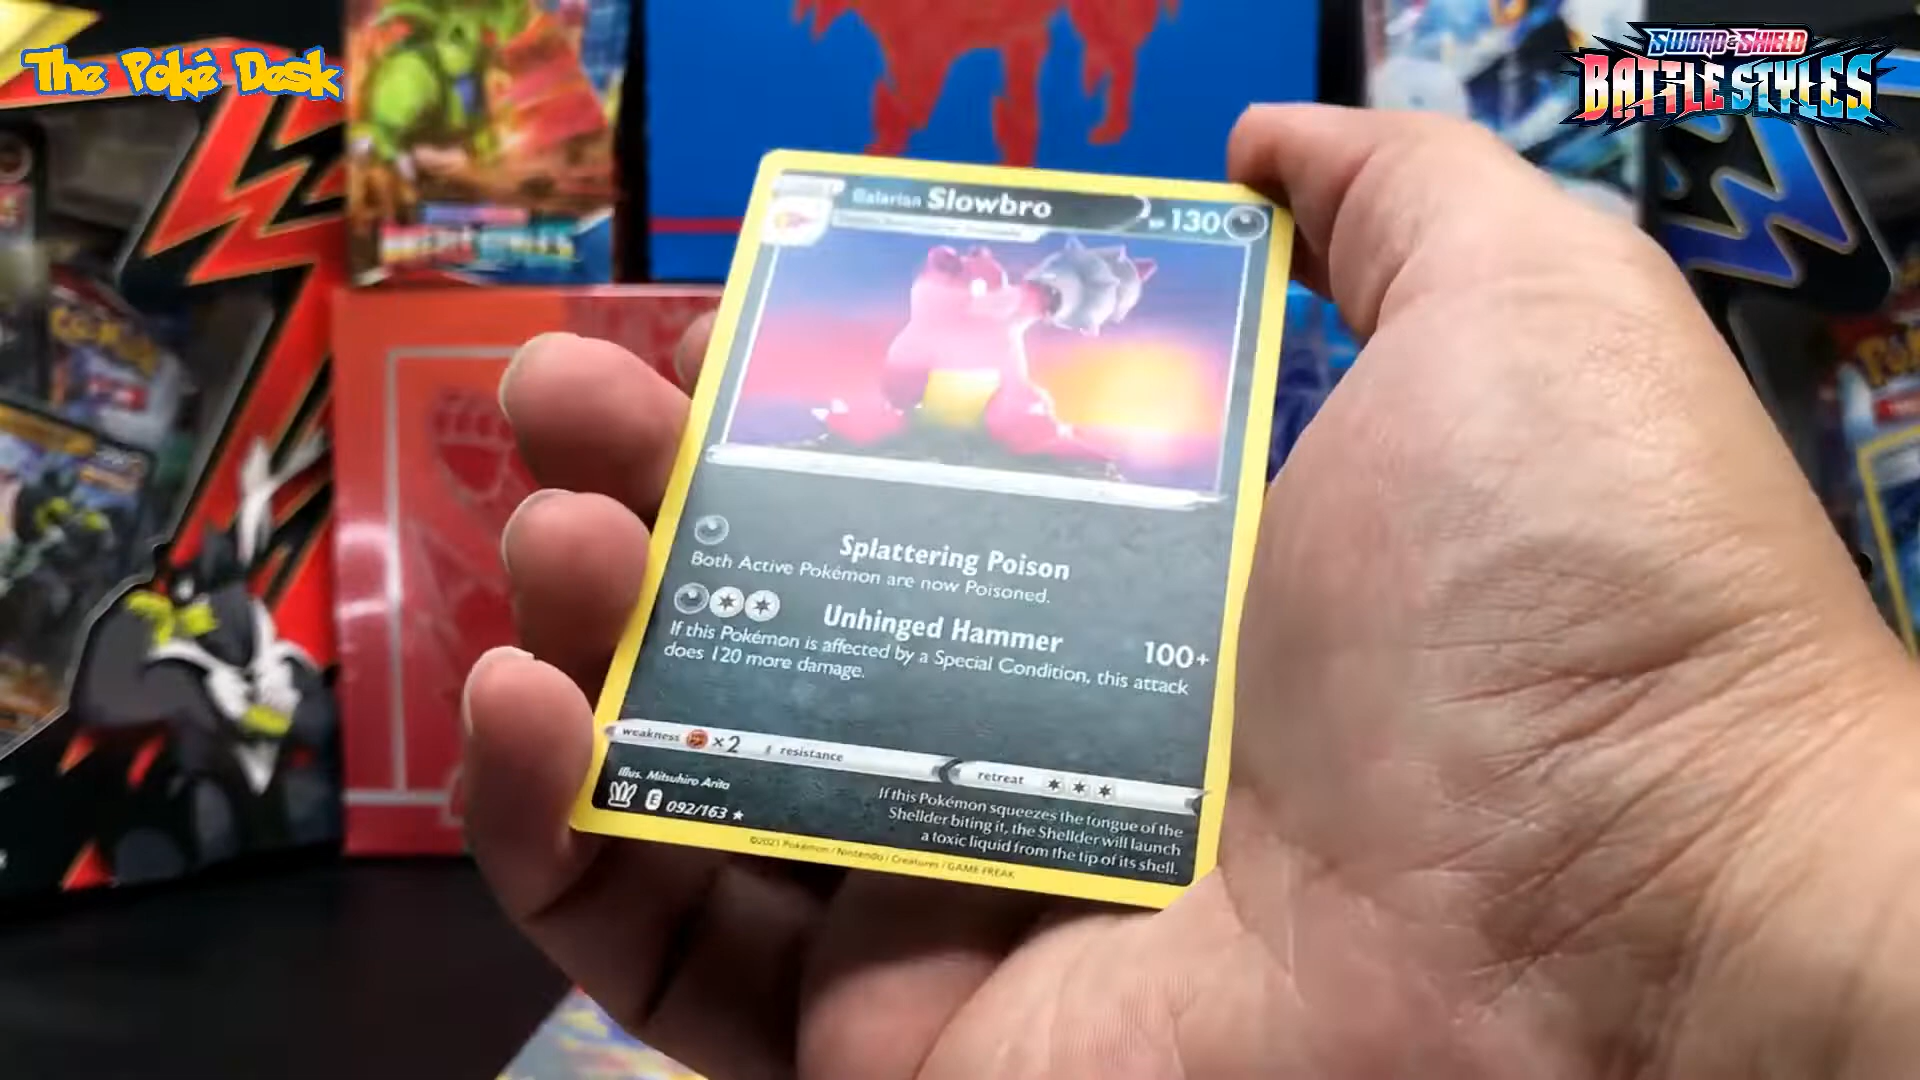 The Poké Desk
SWORD & SHIELD
BATTLE STYLES
Galarian Slowbro
130
Splattering Poison
Both Active Pokémon are now Poisoned.
Unhinged Hammer 100+
If this Pokémon is affected by a Special Condition, this attack
does 120 more damage.
weakness ×2 resistance retreat
Illus. Mitsuhiro Arita
E 092/163 ★
If this Pokémon squeezes the tongue of the
Shellder biting it, the Shellder will launch
a toxic liquid from the tip of its shell.
©2021 Pokémon / Nintendo / Creatures / GAME FREAK